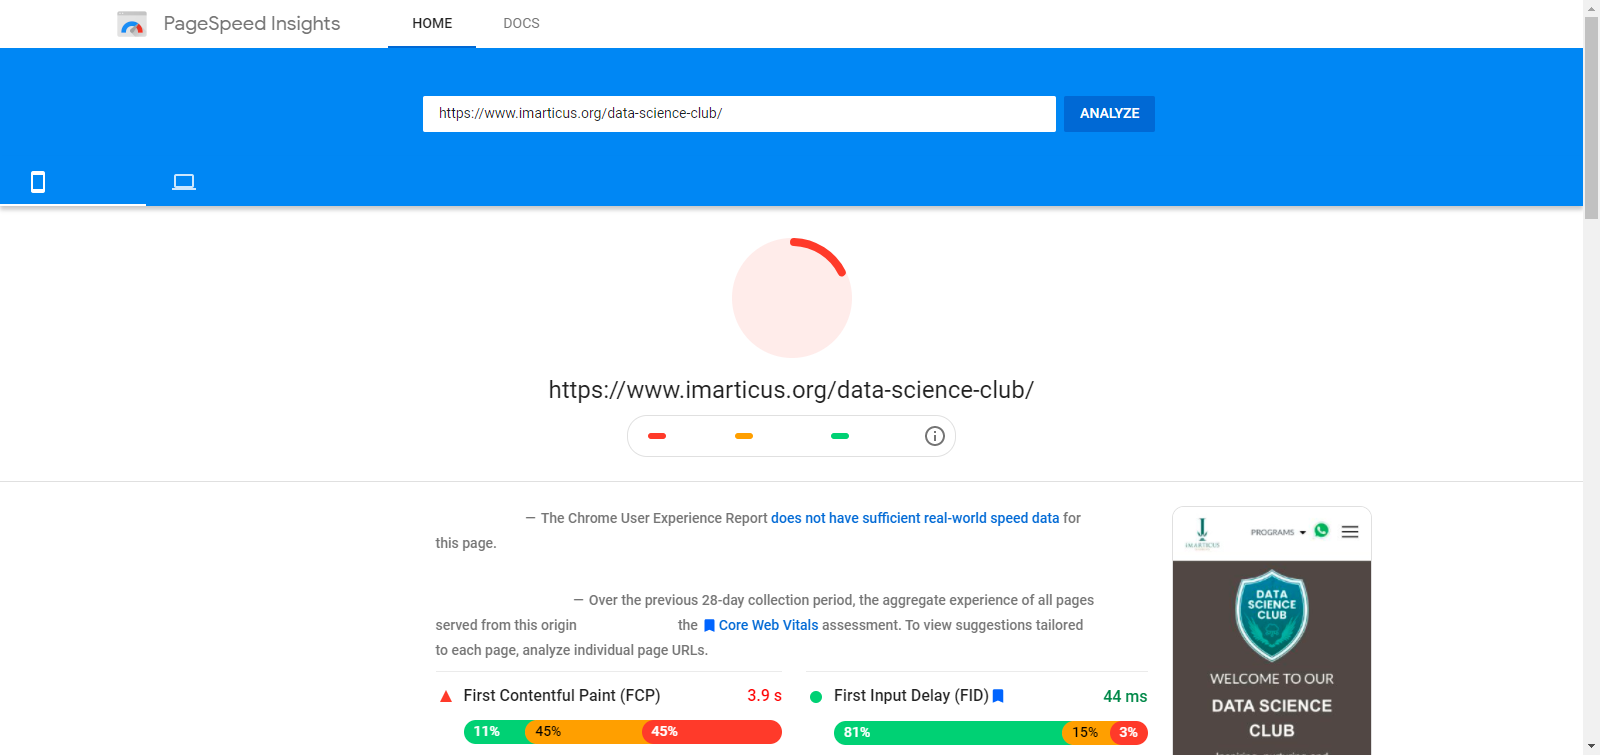 PageSpeed Insights
HOME
DOCS
https://www.imarticus.org/data-science-club/
ANALYZE
https://www.imarticus.org/data-science-club/
— The Chrome User Experience Report does not have sufficient real-world speed data for
this page.
— Over the previous 28-day collection period, the aggregate experience of all pages
served from this origin the Core Web Vitals assessment. To view suggestions tailored
to each page, analyze individual page URLs.
First Contentful Paint (FCP) 3.9 s
11% 45% 45%
First Input Delay (FID) 44 ms
81% 15% 3%
IMARTICUS
PROGRAMS
DATA
SCIENCE
CLUB
WELCOME TO OUR
DATA SCIENCE
CLUB